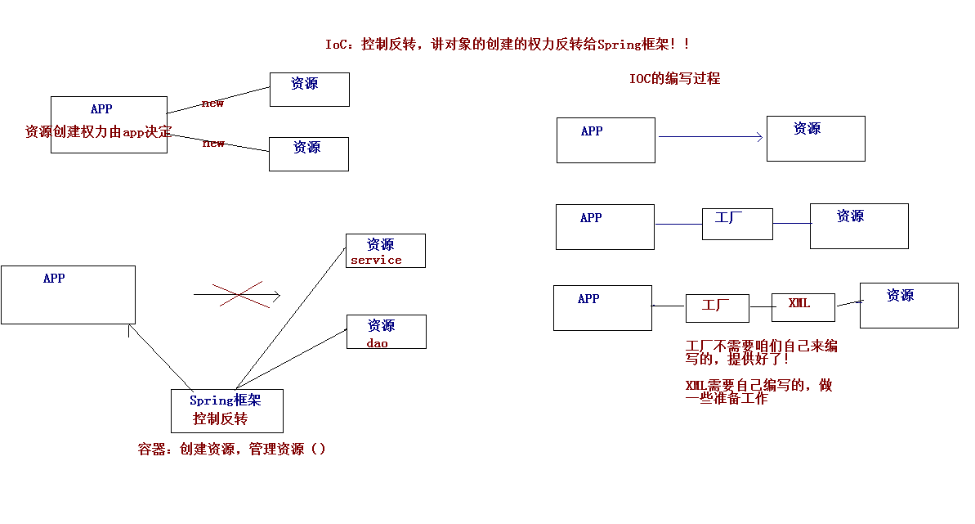 IoC：控制反转，讲对象的创建的权力反转给Spring框架！！
APP
资源创建权力由app决定
new
资源
new
资源
APP
资源
service
资源
dao
Spring框架
控制反转
容器：创建资源，管理资源（）
IOC的编写过程
APP
资源
APP
工厂
资源
APP
工厂
XML
资源
工厂不需要咱们自己来编
写的，提供好了！
XML需要自己编写的，做
一些准备工作